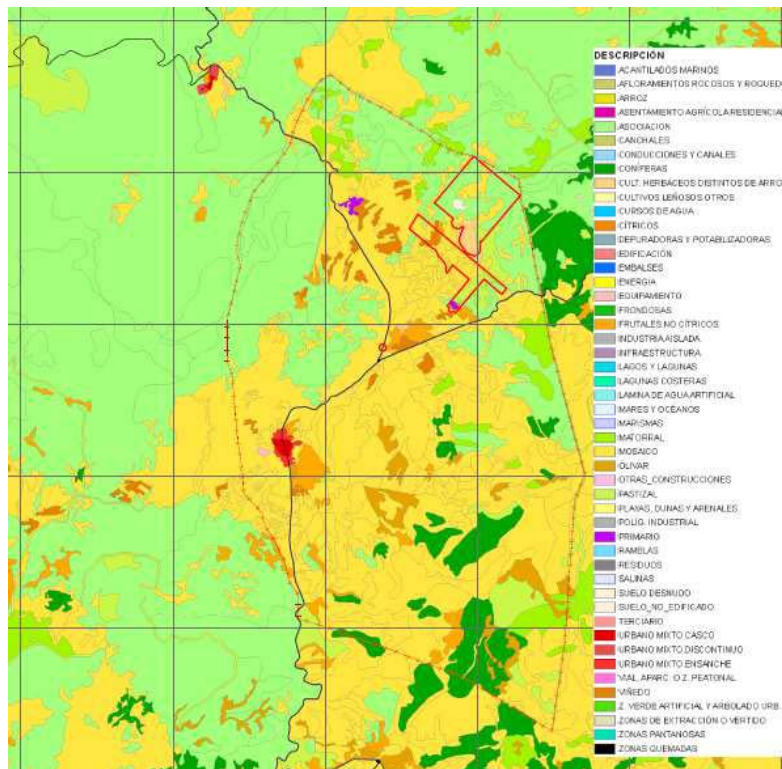 DESCRIPCIÓN
ACANTILADOS MARINOS
AFLORAMIENTOS ROCOSOS Y ROQUED
ARROZ
ASENTAMIENTO AGRÍCOLA RESIDENCIA
ASOCIACION
CANCHALES
CONDUCCIONES Y CANALES
CONÍFERAS
CULT. HERBÁCEOS DISTINTOS DE ARRO
CULTIVOS LEÑOSOS OTROS
CURSOS DE AGUA
CÍTRICOS
DEPURADORAS Y POTABILIZADORAS
EDIFICACIÓN
EMBALSES
ENERGIA
EQUIPAMIENTO
FRONDOSAS
FRUTALES NO CÍTRICOS
INDUSTRIA AISLADA
INFRAESTRUCTURA
LAGOS Y LAGUNAS
LAGUNAS COSTERAS
LAMINA DE AGUA ARTIFICIAL
MARES Y OCÉANOS
MARISMAS
MATORRAL
MOSAICO
OLIVAR
OTRAS_CONSTRUCCIONES
PASTIZAL
PLAYAS, DUNAS Y ARENALES
POLIG. INDUSTRIAL
PRIMARIO
RAMBLAS
RESIDUOS
SALINAS
SUELO DESNUDO
SUELO_NO_EDIFICADO
TERCIARIO
URBANO MIXTO CASCO
URBANO MIXTO DISCONTINUO
URBANO MIXTO ENSANCHE
VIAL, APARC. O Z. PEATONAL
VIÑEDO
Z. VERDE ARTIFICIAL Y ARBOLADO URB.
ZONAS DE EXTRACCIÓN O VERTIDO
ZONAS PANTANOSAS
ZONAS QUEMADAS